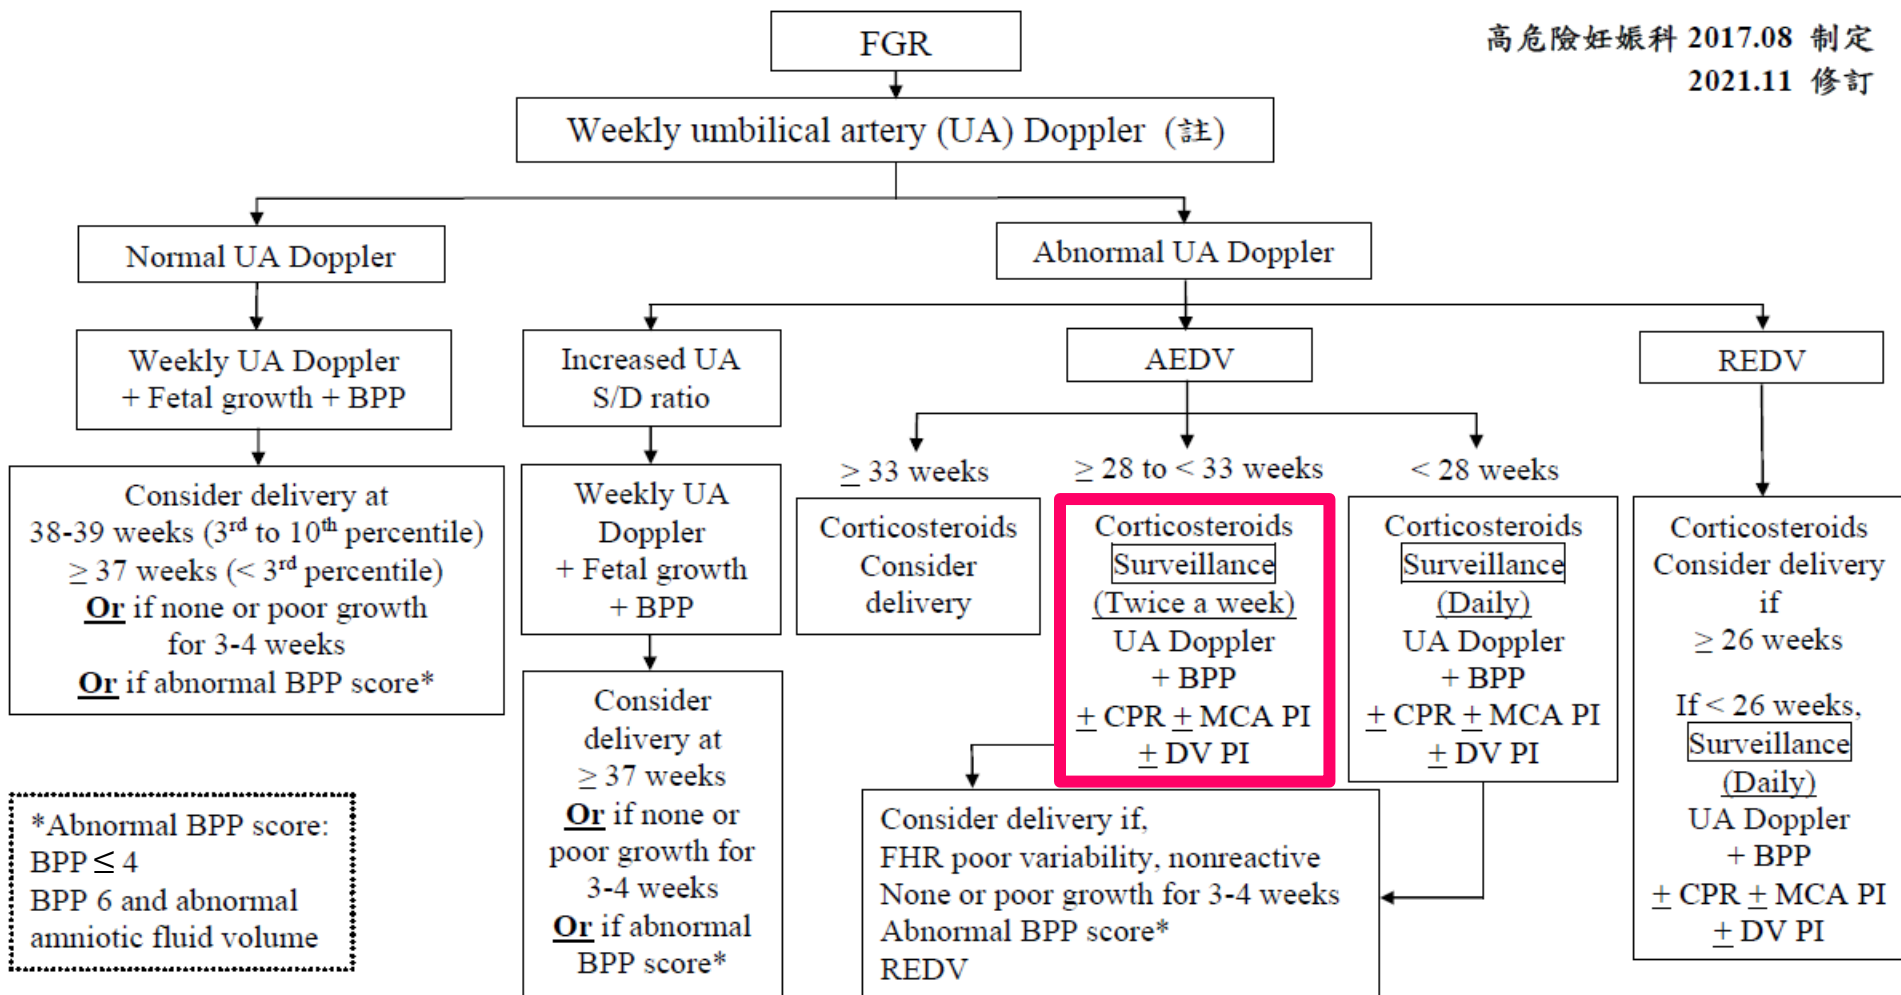 FGR
高危險妊娠科 2017.08 制定
2021.11 修訂
Weekly umbilical artery (UA) Doppler (註)
Normal UA Doppler
Abnormal UA Doppler
Weekly UA Doppler
+ Fetal growth + BPP
Increased UA
S/D ratio
AEDV
REDV
Consider delivery at
38-39 weeks (3rd to 10th percentile)
≥ 37 weeks (< 3rd percentile)
Or if none or poor growth
for 3-4 weeks
Or if abnormal BPP score*
Weekly UA
Doppler
+ Fetal growth
+ BPP
Consider
delivery at
≥ 37 weeks
Or if none or
poor growth for
3-4 weeks
Or if abnormal
BPP score*
≥ 33 weeks
Corticosteroids
Consider
delivery
≥ 28 to < 33 weeks
Corticosteroids
Surveillance
(Twice a week)
UA Doppler
+ BPP
± CPR ± MCA PI
± DV PI
< 28 weeks
Corticosteroids
Surveillance
(Daily)
UA Doppler
+ BPP
± CPR ± MCA PI
± DV PI
Consider delivery if,
FHR poor variability, nonreactive
None or poor growth for 3-4 weeks
Abnormal BPP score*
REDV
Corticosteroids
Consider delivery
if
≥ 26 weeks
If < 26 weeks,
Surveillance
(Daily)
UA Doppler
+ BPP
± CPR ± MCA PI
± DV PI
*Abnormal BPP score:
BPP ≤ 4
BPP 6 and abnormal
amniotic fluid volume